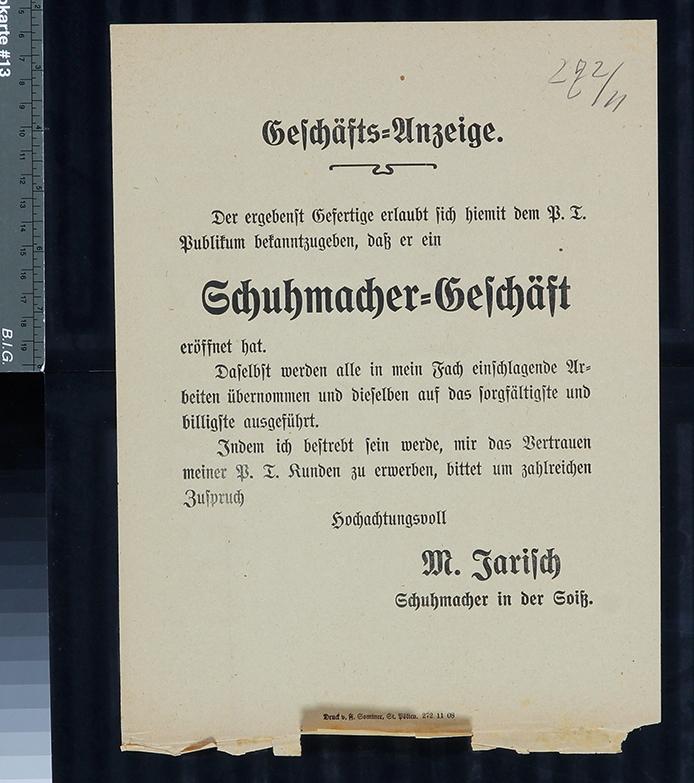 okarte #13
B.I.G.
272/11
Geschäfts-Anzeige.
Der ergebenst Gefertige erlaubt sich hiemit dem P. T.
Publikum bekanntzugeben, daß er ein
Schuhmacher-Geschäft
eröffnet hat.
Daselbst werden alle in mein Fach einschlagende Ar-
beiten übernommen und dieselben auf das sorgfältigste und
billigste ausgeführt.
Indem ich bestrebt sein werde, mir das Vertrauen
meiner P. T. Kunden zu erwerben, bittet um zahlreichen
Zuspruch
Hochachtungsvoll
M. Jarisch
Schuhmacher in der Soiß.
Druck v. F. Sommer, St. Pölten. 272 11 08